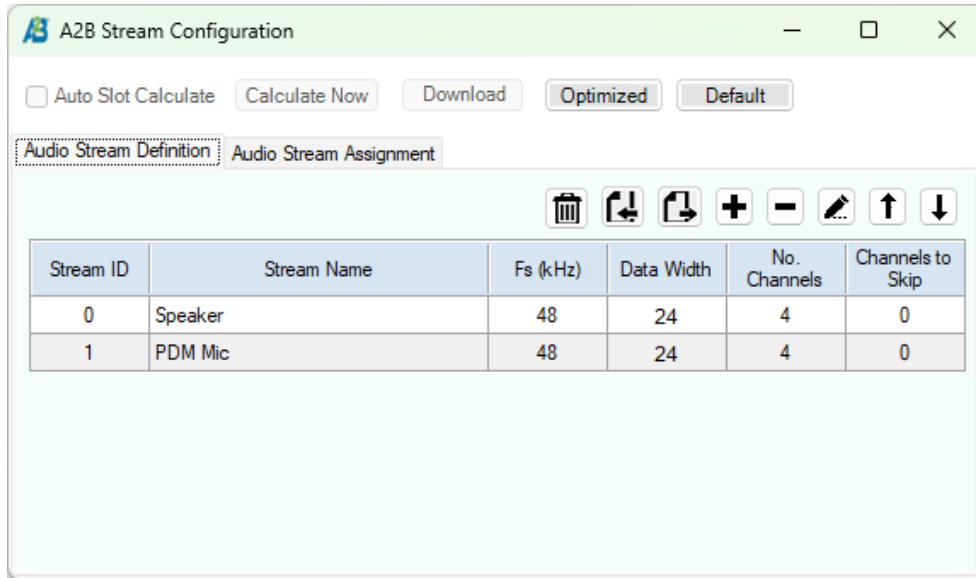 A2B Stream Configuration
Auto Slot Calculate Calculate Now Download Optimized Default
Audio Stream Definition Audio Stream Assignment
Stream ID Stream Name Fs (kHz) Data Width No. Channels Channels to Skip
0 Speaker 48 24 4 0
1 PDM Mic 48 24 4 0